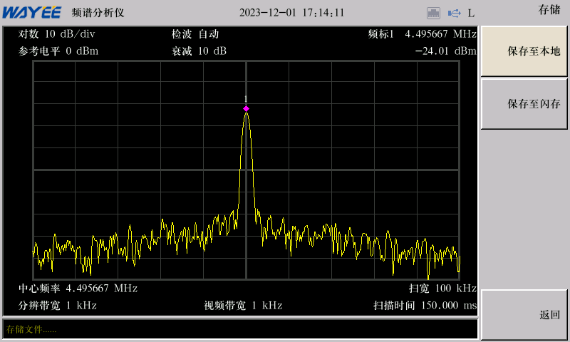 WAYEE 频谱分析仪 2023-12-01 17:14:11 L 存储
对数 10 dB/div 检波 自动 频标1 4.495667 MHz
参考电平 0 dBm 衰减 10 dB -24.01 dBm
保存至本地
保存至闪存
1
中心频率 4.495667 MHz 扫宽 100 kHz
分辨带宽 1 kHz 视频带宽 1 kHz 扫描时间 150.000 ms
返回
存储文件......